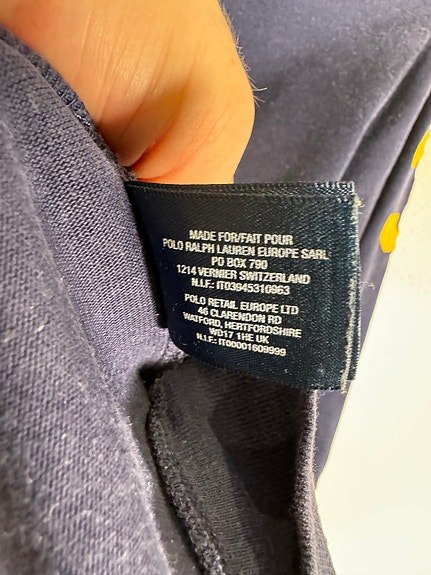 MADE FOR/FAIT POUR
POLO RALPH LAUREN EUROPE SARL
PO BOX 790
1214 VERNIER SWITZERLAND
N.I.F.: IT03945310963
POLO RETAIL EUROPE LTD
46 CLARENDON RD
WATFORD, HERTFORDSHIRE
WD17 1HE UK
N.I.F.: IT00001609999